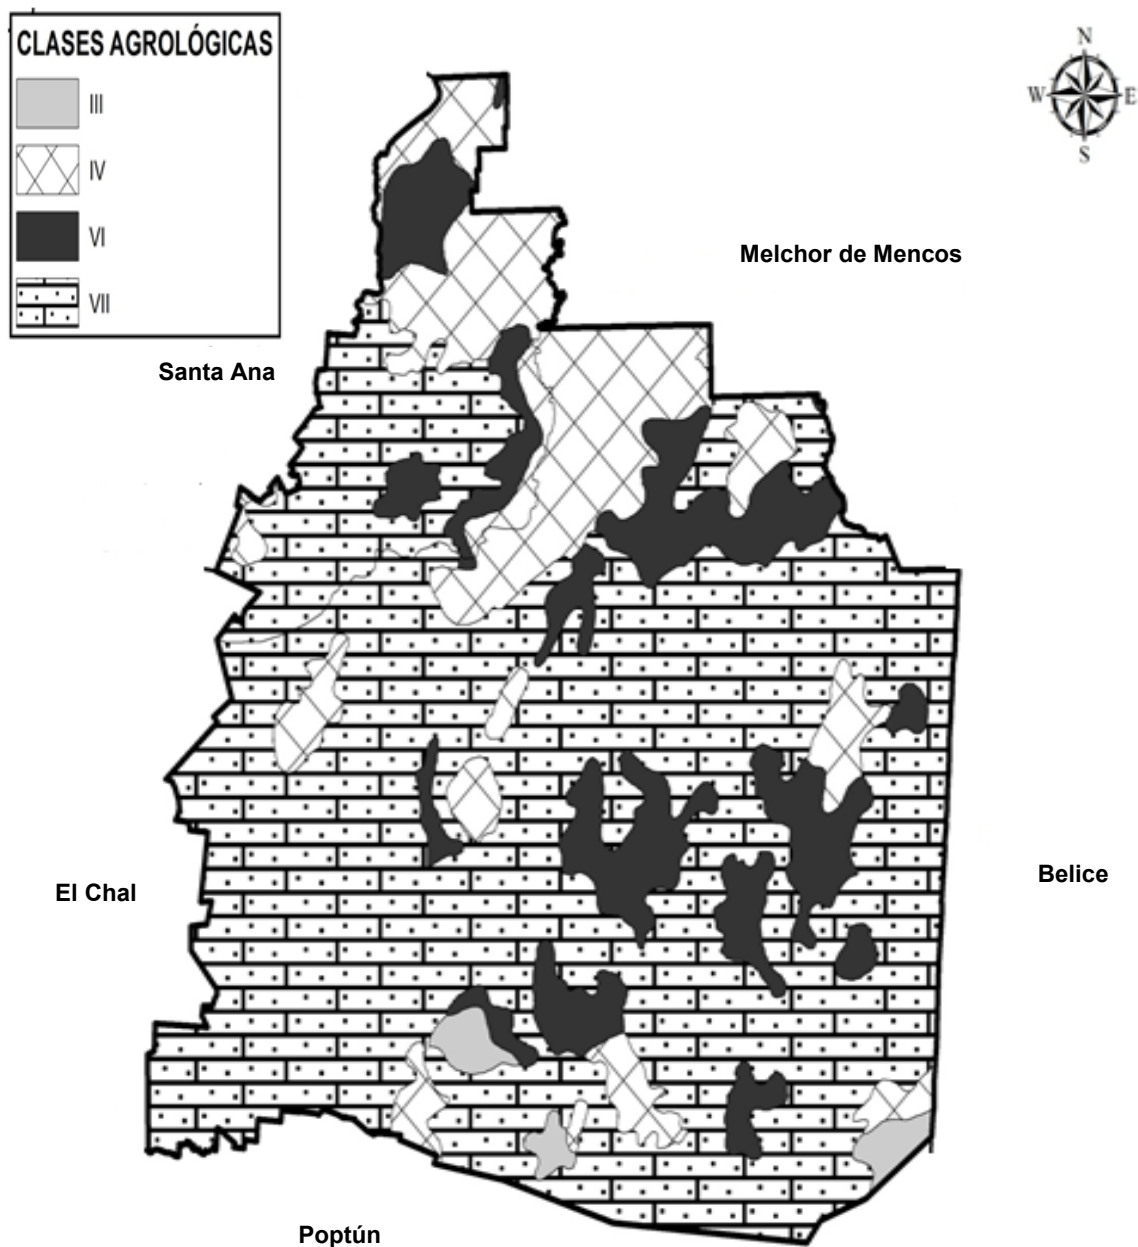 CLASES AGROLÓGICAS
III
IV
VI
VII
N
W E
S
Melchor de Mencos
Santa Ana
El Chal
Belice
Poptún